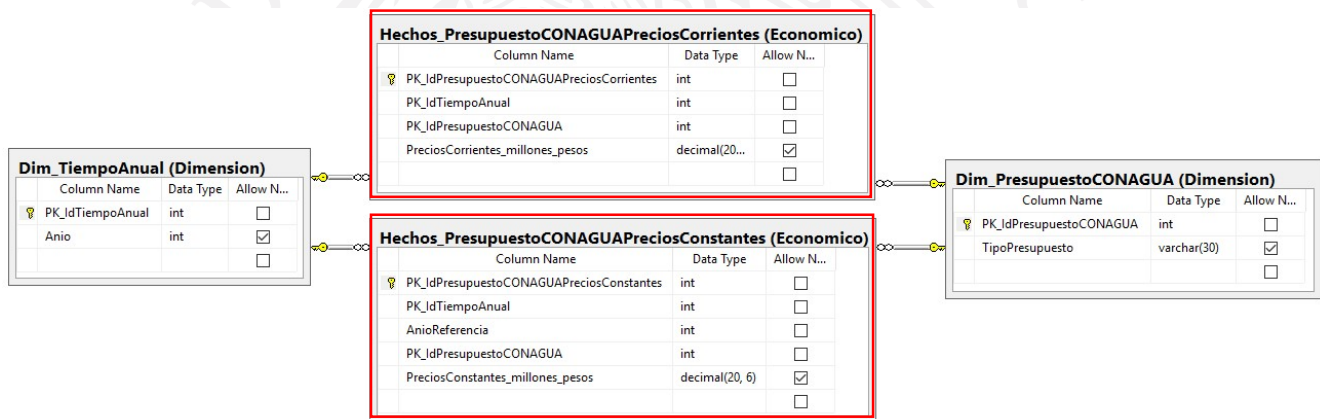 Hechos_PresupuestoCONAGUAPreciosCorrientes (Economico)
Column Name Data Type Allow N...
PK_IdPresupuestoCONAGUAPreciosCorrientes int
PK_IdTiempoAnual int
PK_IdPresupuestoCONAGUA int
PreciosCorrientes_millones_pesos decimal(20...
Dim_TiempoAnual (Dimension)
Column Name Data Type Allow N...
PK_IdTiempoAnual int
Anio int
Dim_PresupuestoCONAGUA (Dimension)
Column Name Data Type Allow N...
PK_IdPresupuestoCONAGUA int
TipoPresupuesto varchar(30)
Hechos_PresupuestoCONAGUAPreciosConstantes (Economico)
Column Name Data Type Allow N...
PK_IdPresupuestoCONAGUAPreciosConstantes int
PK_IdTiempoAnual int
AnioReferencia int
PK_IdPresupuestoCONAGUA int
PreciosConstantes_millones_pesos decimal(20, 6)